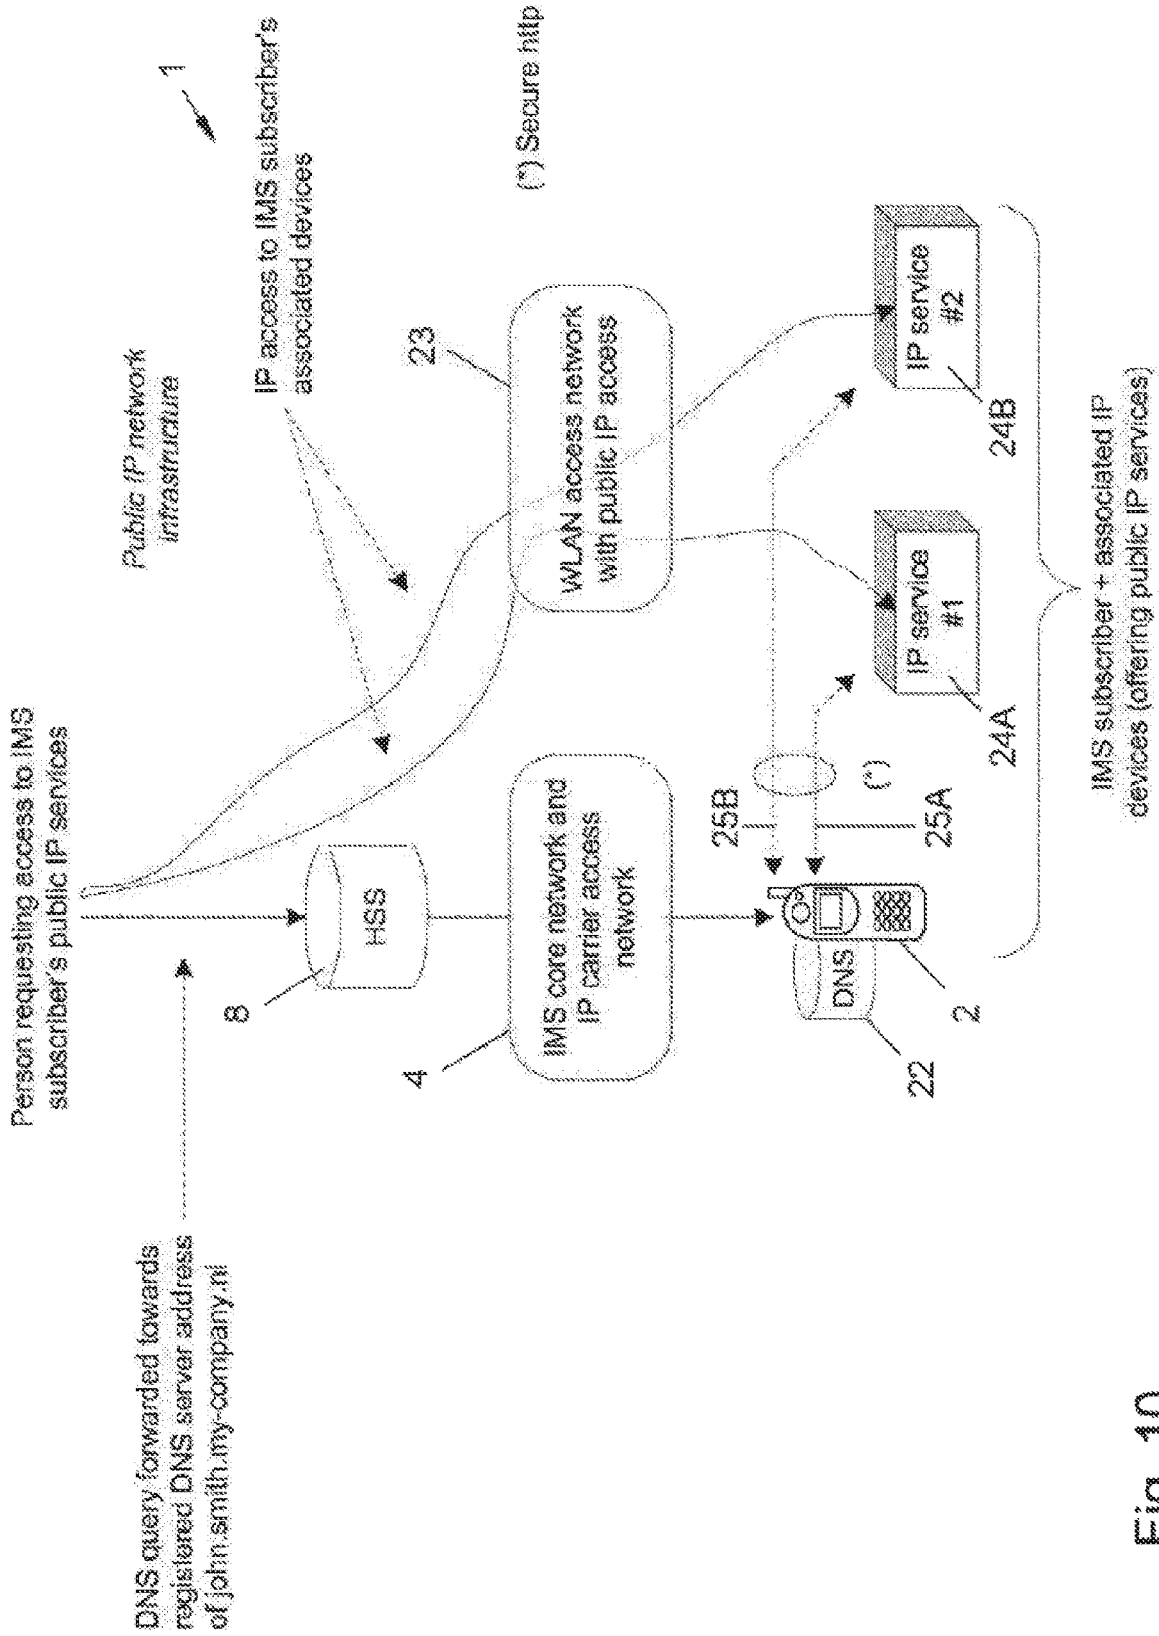 Person requesting access to IMS
subscriber's public IP services
DNS query forwarded towards
registered DNS server address
of john.smith.my-company.nl
Public IP network
infrastructure
1
IP access to IMS subscriber's
associated devices
8
HSS
4
IMS core network and
IP carrier access
network
23
WLAN access network
with public IP access
(*) Secure http
25B
25A
(*)
DNS
22
2
IP service
#1
24A
IP service
#2
24B
IMS subscriber + associated IP
devices (offering public IP services)
Fig. 10